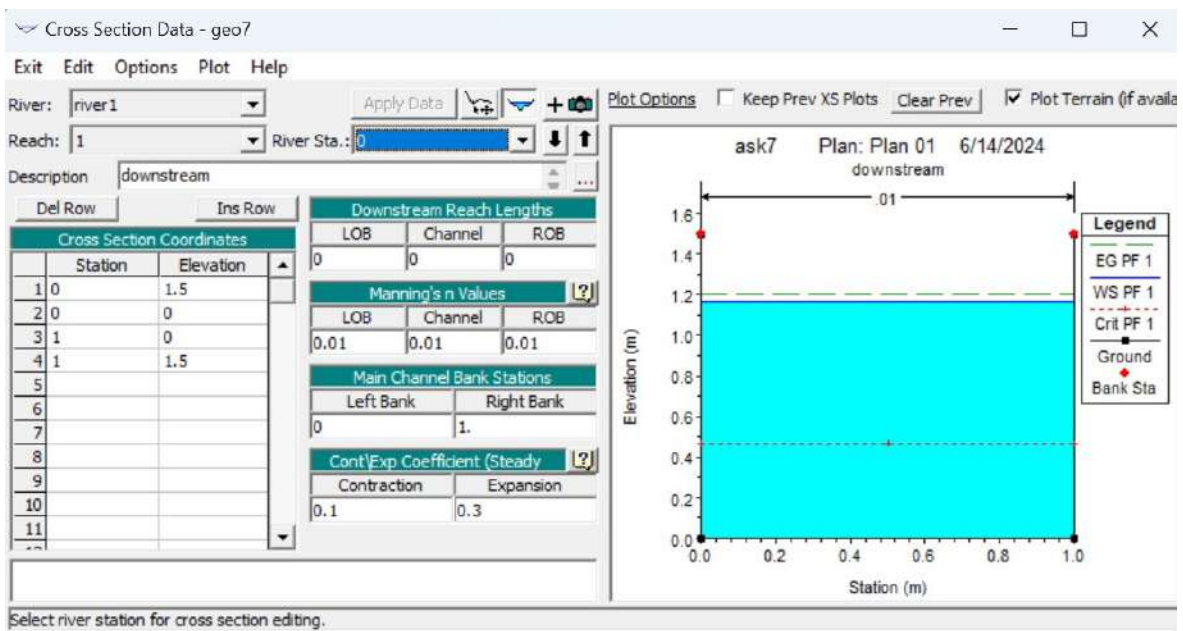 Cross Section Data - geo7
Exit Edit Options Plot Help
River: river1 Apply Data
Plot Options Keep Prev XS Plots Clear Prev Plot Terrain (if availa
Reach: 1 River Sta.: 0
Description downstream ...
Del Row Ins Row
Cross Section Coordinates
Station Elevation
1 0 1.5
2 0 0
3 1 0
4 1 1.5
5
6
7
8
9
10
11
Downstream Reach Lengths
LOB Channel ROB
0 0 0
Manning's n Values ?
LOB Channel ROB
0.01 0.01 0.01
Main Channel Bank Stations
Left Bank Right Bank
0 1.
Cont\Exp Coefficient (Steady ?
Contraction Expansion
0.1 0.3
ask7 Plan: Plan 01 6/14/2024
downstream
.01
1.6
1.4
1.2
1.0
0.8
0.6
0.4
0.2
0.0
Elevation (m)
0.0 0.2 0.4 0.6 0.8 1.0
Station (m)
Legend
EG PF 1
WS PF 1
Crit PF 1
Ground
Bank Sta
Select river station for cross section editing.